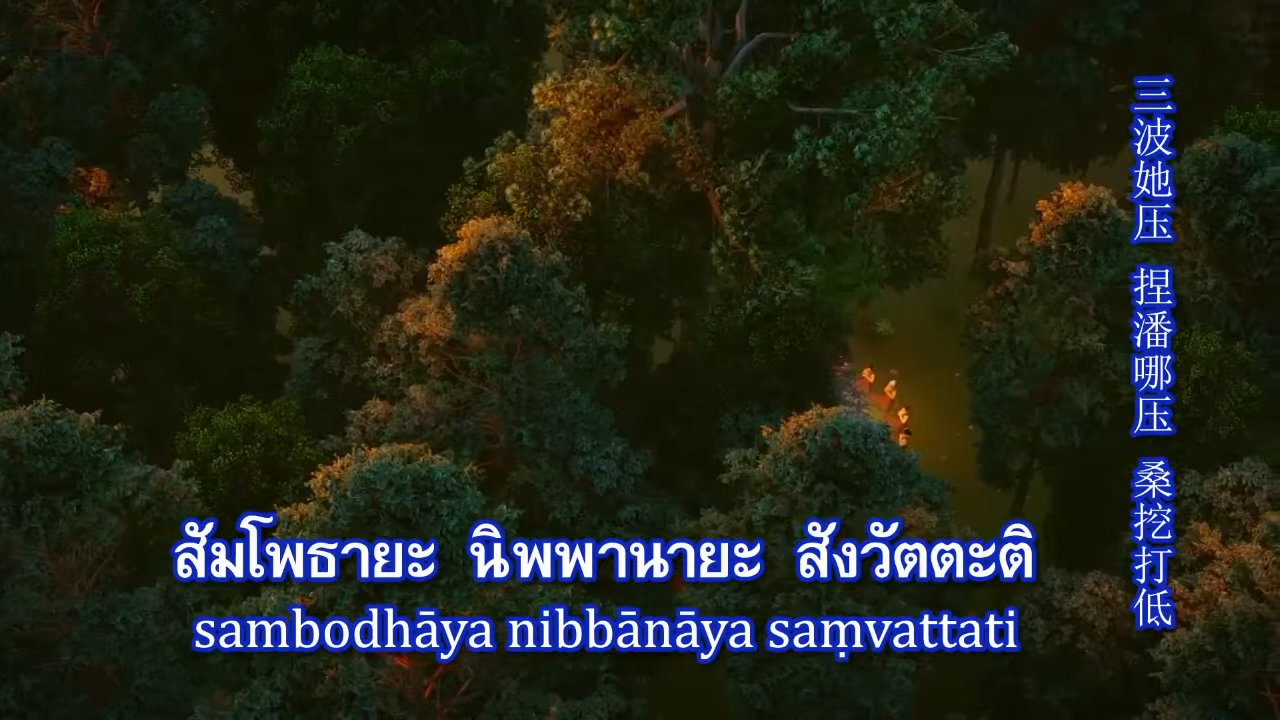 สัมโพธายะ นิพพานายะ สังวัตตะติ
sambodhāya nibbānāya saṃvattati
三波她压 捏潘哪压 桑挖打低